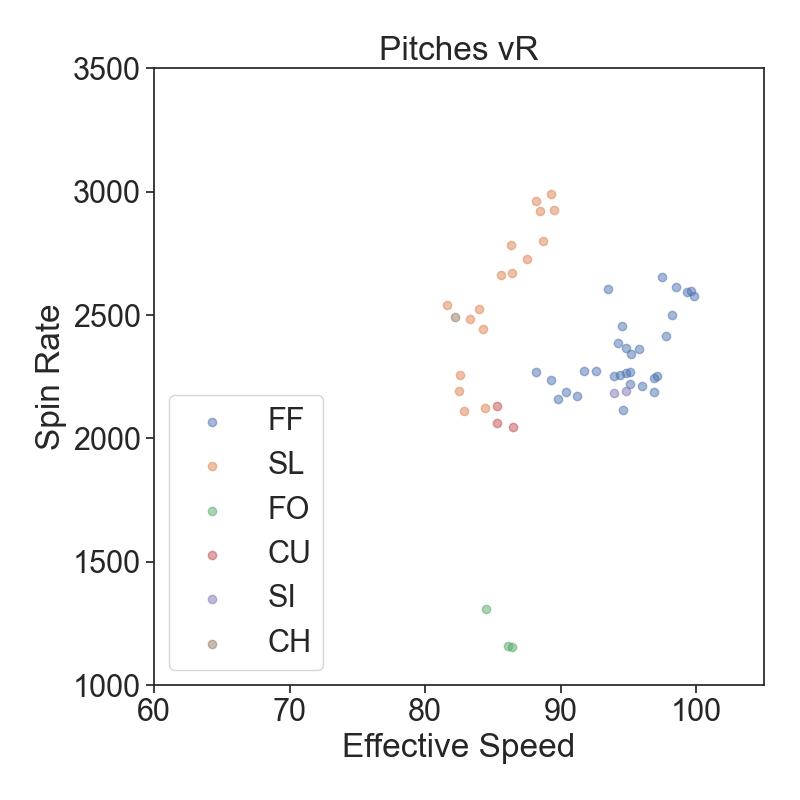 Pitches vR
3500
3000
2500
2000
1500
1000
Spin Rate
FF
SL
FO
CU
SI
CH
60 70 80 90 100
Effective Speed